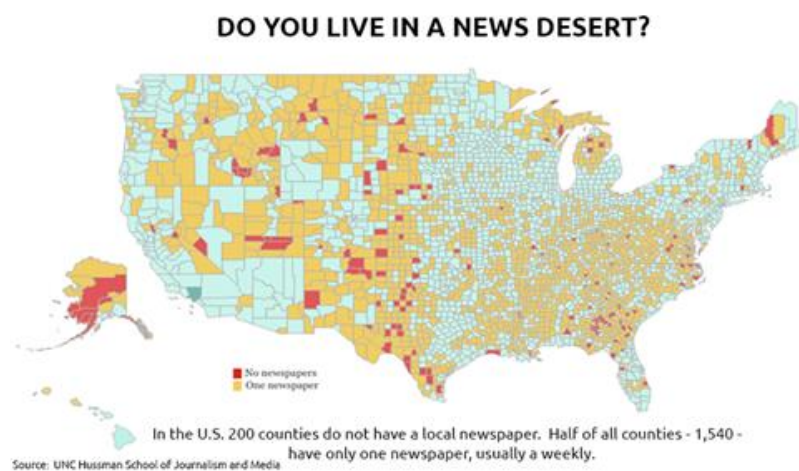 DO YOU LIVE IN A NEWS DESERT?
No newspapers
One newspaper
In the U.S. 200 counties do not have a local newspaper. Half of all counties - 1,540 -
have only one newspaper, usually a weekly.
Source: UNC Hussman School of Journalism and Media